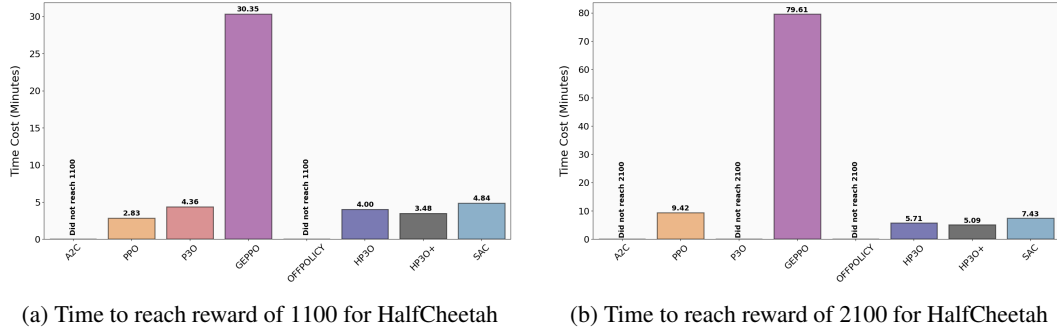 30.35
30
25
20
15
10
5
0
Time Cost (Minutes)
Did not reach 1100
2.83
4.36
Did not reach 1100
4.00
3.48
4.84
A2C
PPO
P3O
GEPPO
OFFPOLICY
HP3O
HP3O+
SAC
(a) Time to reach reward of 1100 for HalfCheetah
79.61
80
70
60
50
40
30
20
10
0
Time Cost (Minutes)
Did not reach 2100
9.42
Did not reach 2100
Did not reach 2100
5.71
5.09
7.43
A2C
PPO
P3O
GEPPO
OFFPOLICY
HP3O
HP3O+
SAC
(b) Time to reach reward of 2100 for HalfCheetah